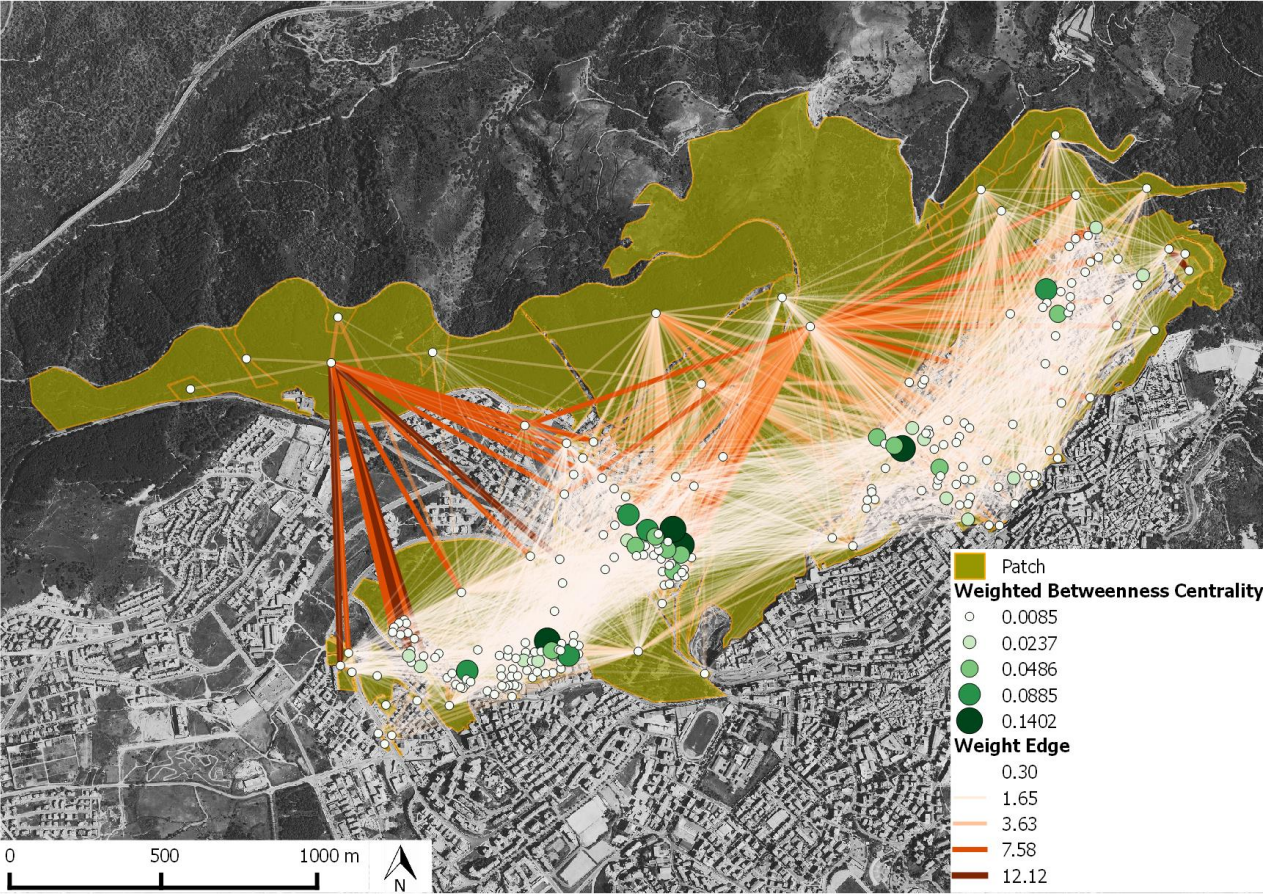 Patch
Weighted Betweenness Centrality
0.0085
0.0237
0.0486
0.0885
0.1402
Weight Edge
0.30
1.65
3.63
7.58
12.12
0 500 1000 m
N